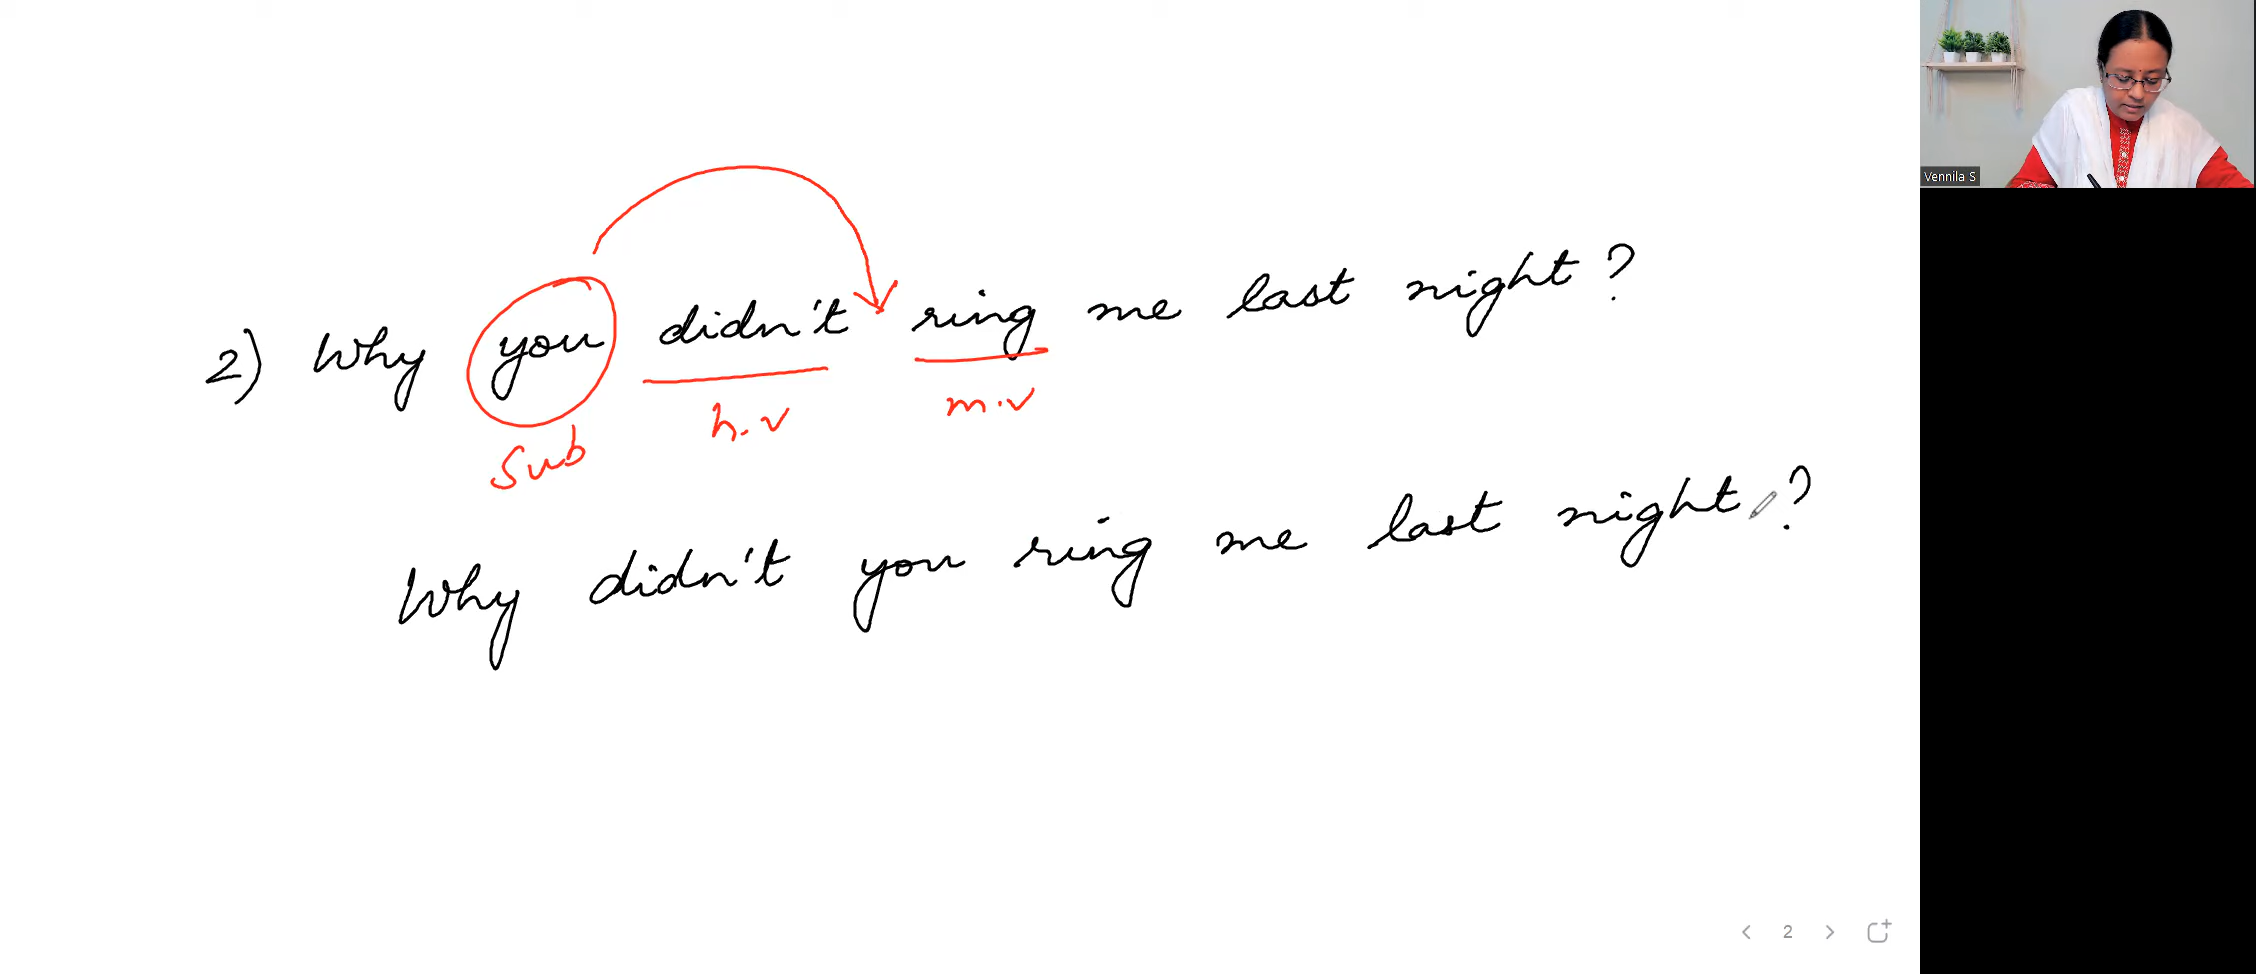 2) Why you didn't ring me last night?
sub h.v m.v
Why didn't you ring me last night?
Vennila S
2